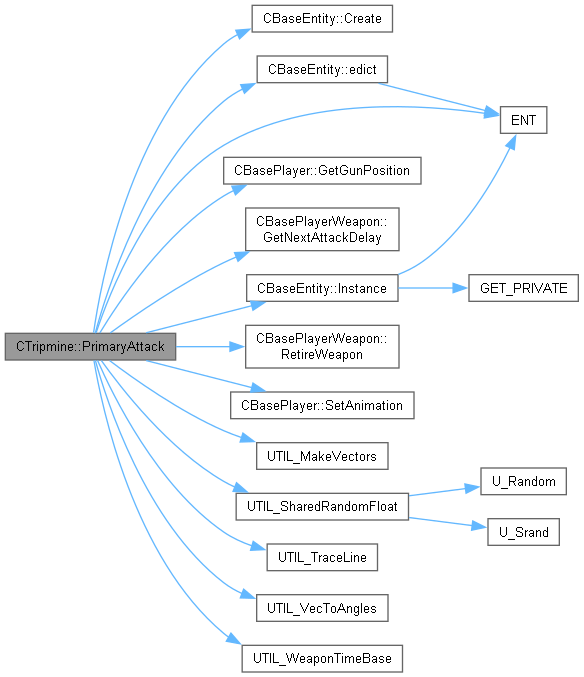 CBaseEntity::Create
CBaseEntity::edict
ENT
CBasePlayer::GetGunPosition
CBasePlayerWeapon::
GetNextAttackDelay
CBaseEntity::Instance
GET_PRIVATE
CTripmine::PrimaryAttack
CBasePlayerWeapon::
RetireWeapon
CBasePlayer::SetAnimation
UTIL_MakeVectors
U_Random
UTIL_SharedRandomFloat
U_Srand
UTIL_TraceLine
UTIL_VecToAngles
UTIL_WeaponTimeBase